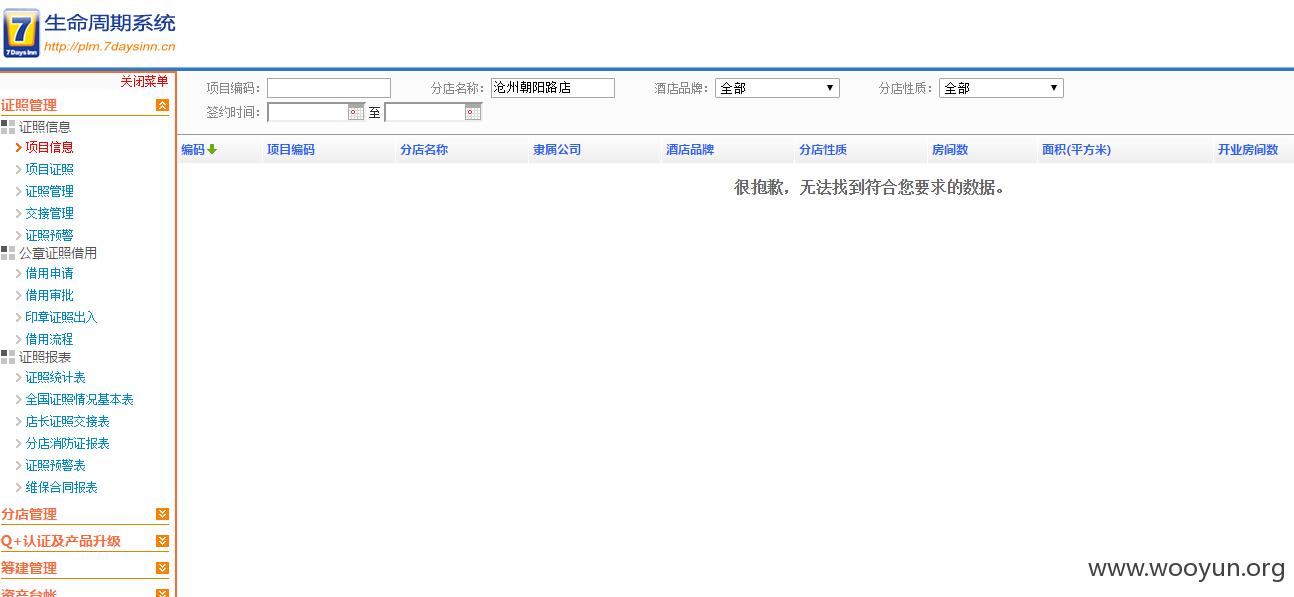 7 生命周期系统
7Days Inn http://plm.7daysinn.cn
关闭菜单
证照管理
证照信息
项目信息
项目证照
证照管理
交接管理
证照预警
公章证照借用
借用申请
借用审批
印章证照出入
借用流程
证照报表
证照统计表
全国证照情况基本表
店长证照交接表
分店消防证报表
证照预警表
维保合同报表
分店管理
Q+认证及产品升级
筹建管理
资产台帐
项目编码: 分店名称: 沧州朝阳路店 酒店品牌: 全部 分店性质: 全部
签约时间: 至
编码 项目编码 分店名称 隶属公司 酒店品牌 分店性质 房间数 面积(平方米) 开业房间数
很抱歉，无法找到符合您要求的数据。
www.wooyun.org